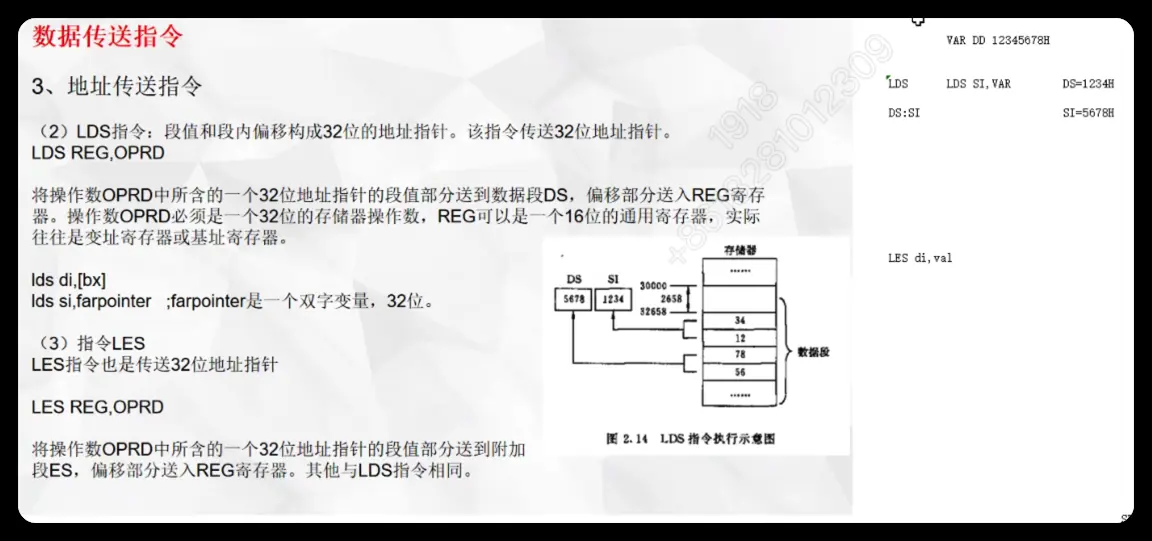 数据传送指令
3、地址传送指令
（2）LDS指令：段值和段内偏移构成32位的地址指针。该指令传送32位地址指针。
LDS REG,OPRD
将操作数OPRD中所含的一个32位地址指针的段值部分送到数据段DS，偏移部分送入REG寄存
器。操作数OPRD必须是一个32位的存储器操作数，REG可以是一个16位的通用寄存器，实际
往往是变址寄存器或基址寄存器。
lds di,[bx]
lds si,farpointer ;farpointer是一个双字变量，32位。
（3）指令LES
LES指令也是传送32位地址指针
LES REG,OPRD
将操作数OPRD中所含的一个32位地址指针的段值部分送到附加
段ES，偏移部分送入REG寄存器。其他与LDS指令相同。
存储器
……
DS SI
5678 1234
30000
2658
32658
34
12
78
56
……
数据段
图 2.14 LDS 指令执行示意图
VAR DD 12345678H
LDS LDS SI,VAR DS=1234H
DS:SI SI=5678H
LES di,val
1918